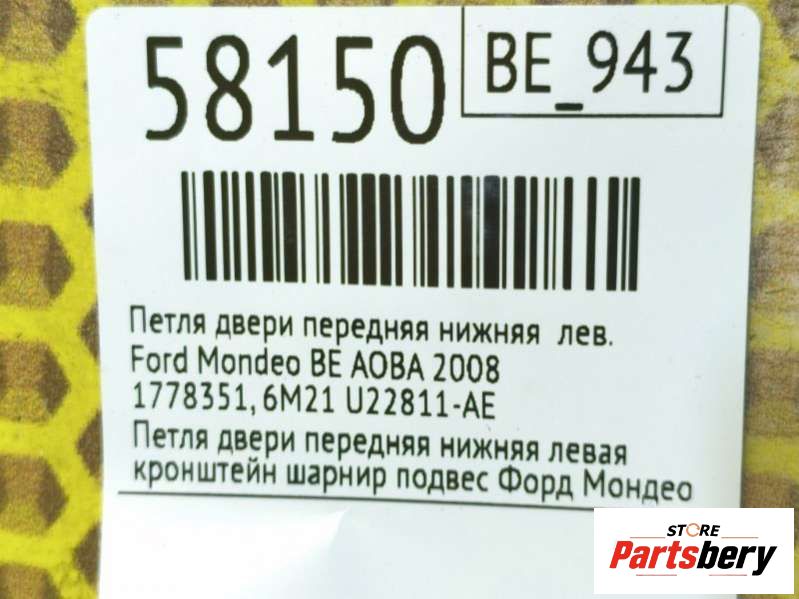 58150
BE_943
Петля двери передняя нижняя лев.
Ford Mondeo BE AOBA 2008
1778351, 6M21 U22811-AE
Петля двери передняя нижняя левая
кронштейн шарнир подвес Форд Мондео
STORE
Partsbery